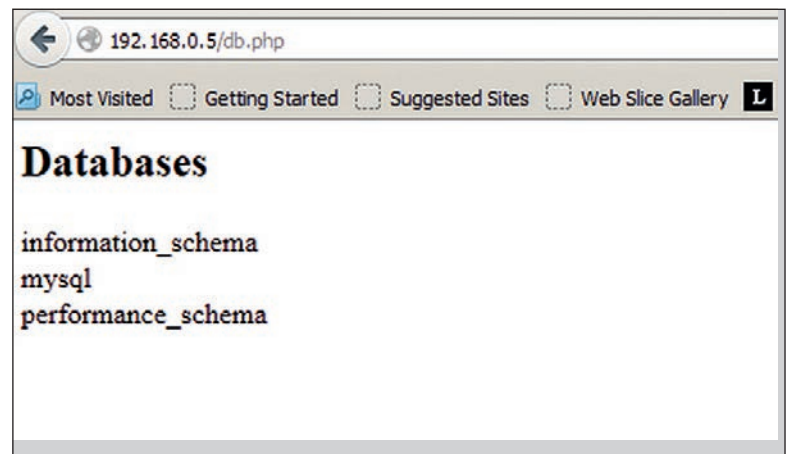 192.168.0.5/db.php
Most Visited Getting Started Suggested Sites Web Slice Gallery L
Databases
information_schema
mysql
performance_schema